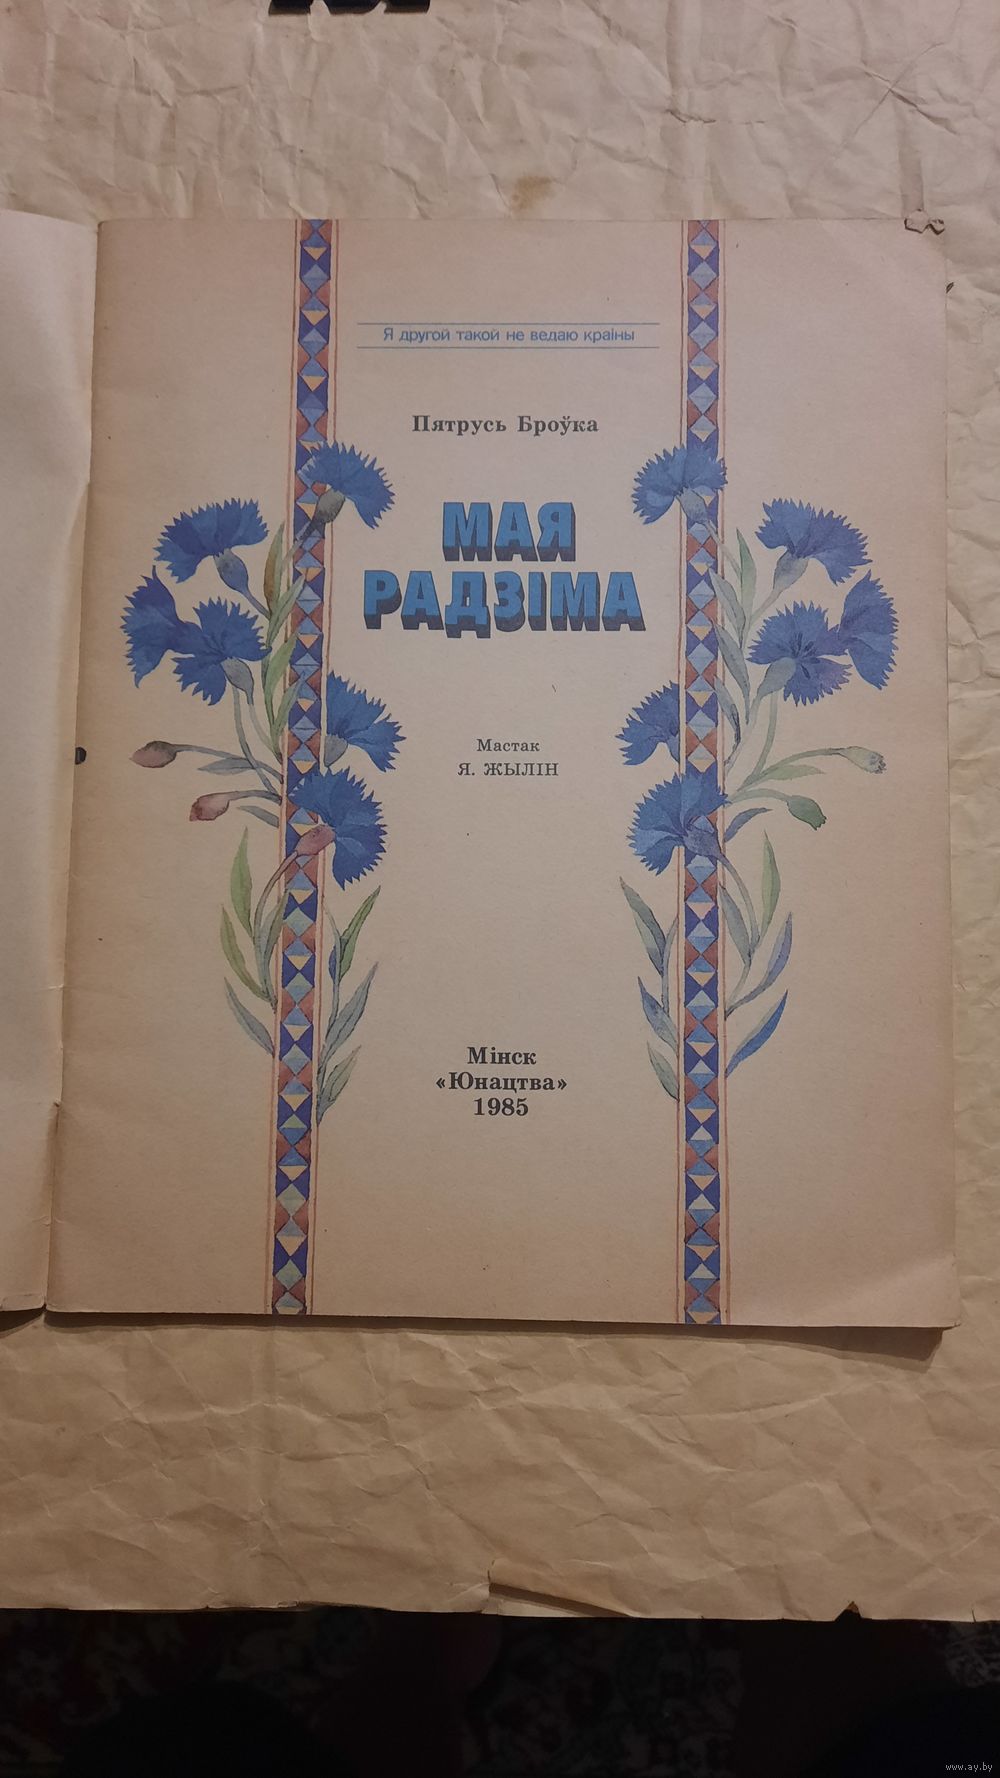 Я другой такой не ведаю краіны
Пятрусь Броўка
МАЯ
РАДЗІМА
Мастак
Я. ЖЫЛІН
Мінск
«Юнацтва»
1985
www.ay.by